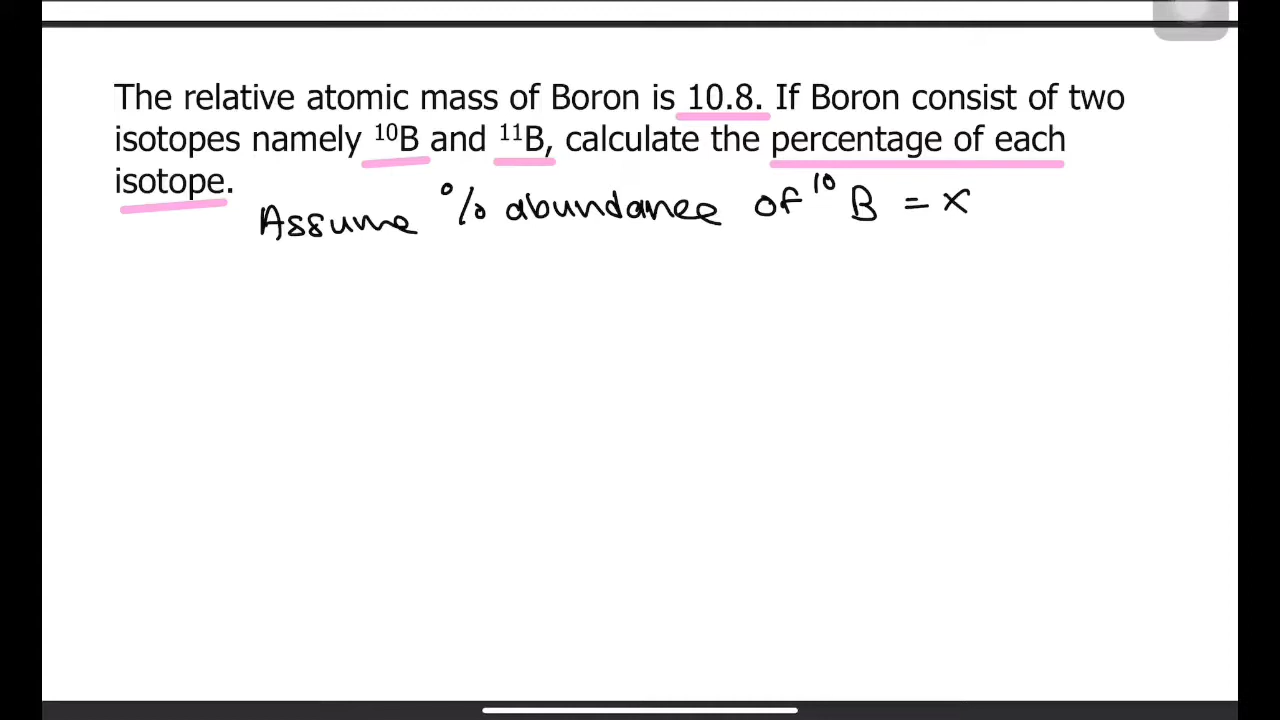 The relative atomic mass of Boron is 10.8. If Boron consist of two
isotopes namely ¹⁰B and ¹¹B, calculate the percentage of each
isotope.
Assume % abundance of ¹⁰B = x